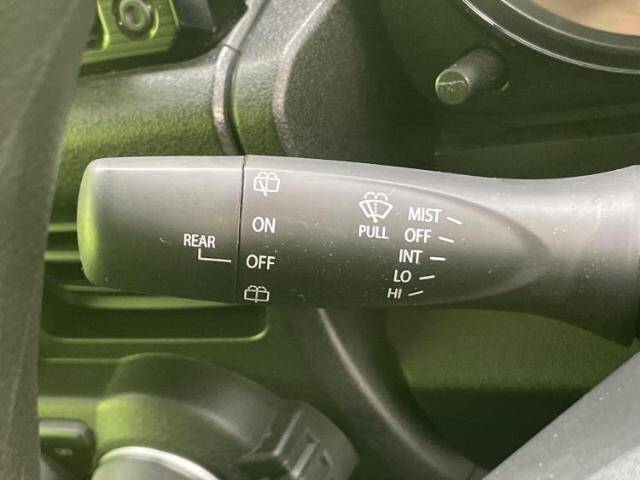 ON
REAR
OFF
PULL
MIST
OFF
INT
LO
HI